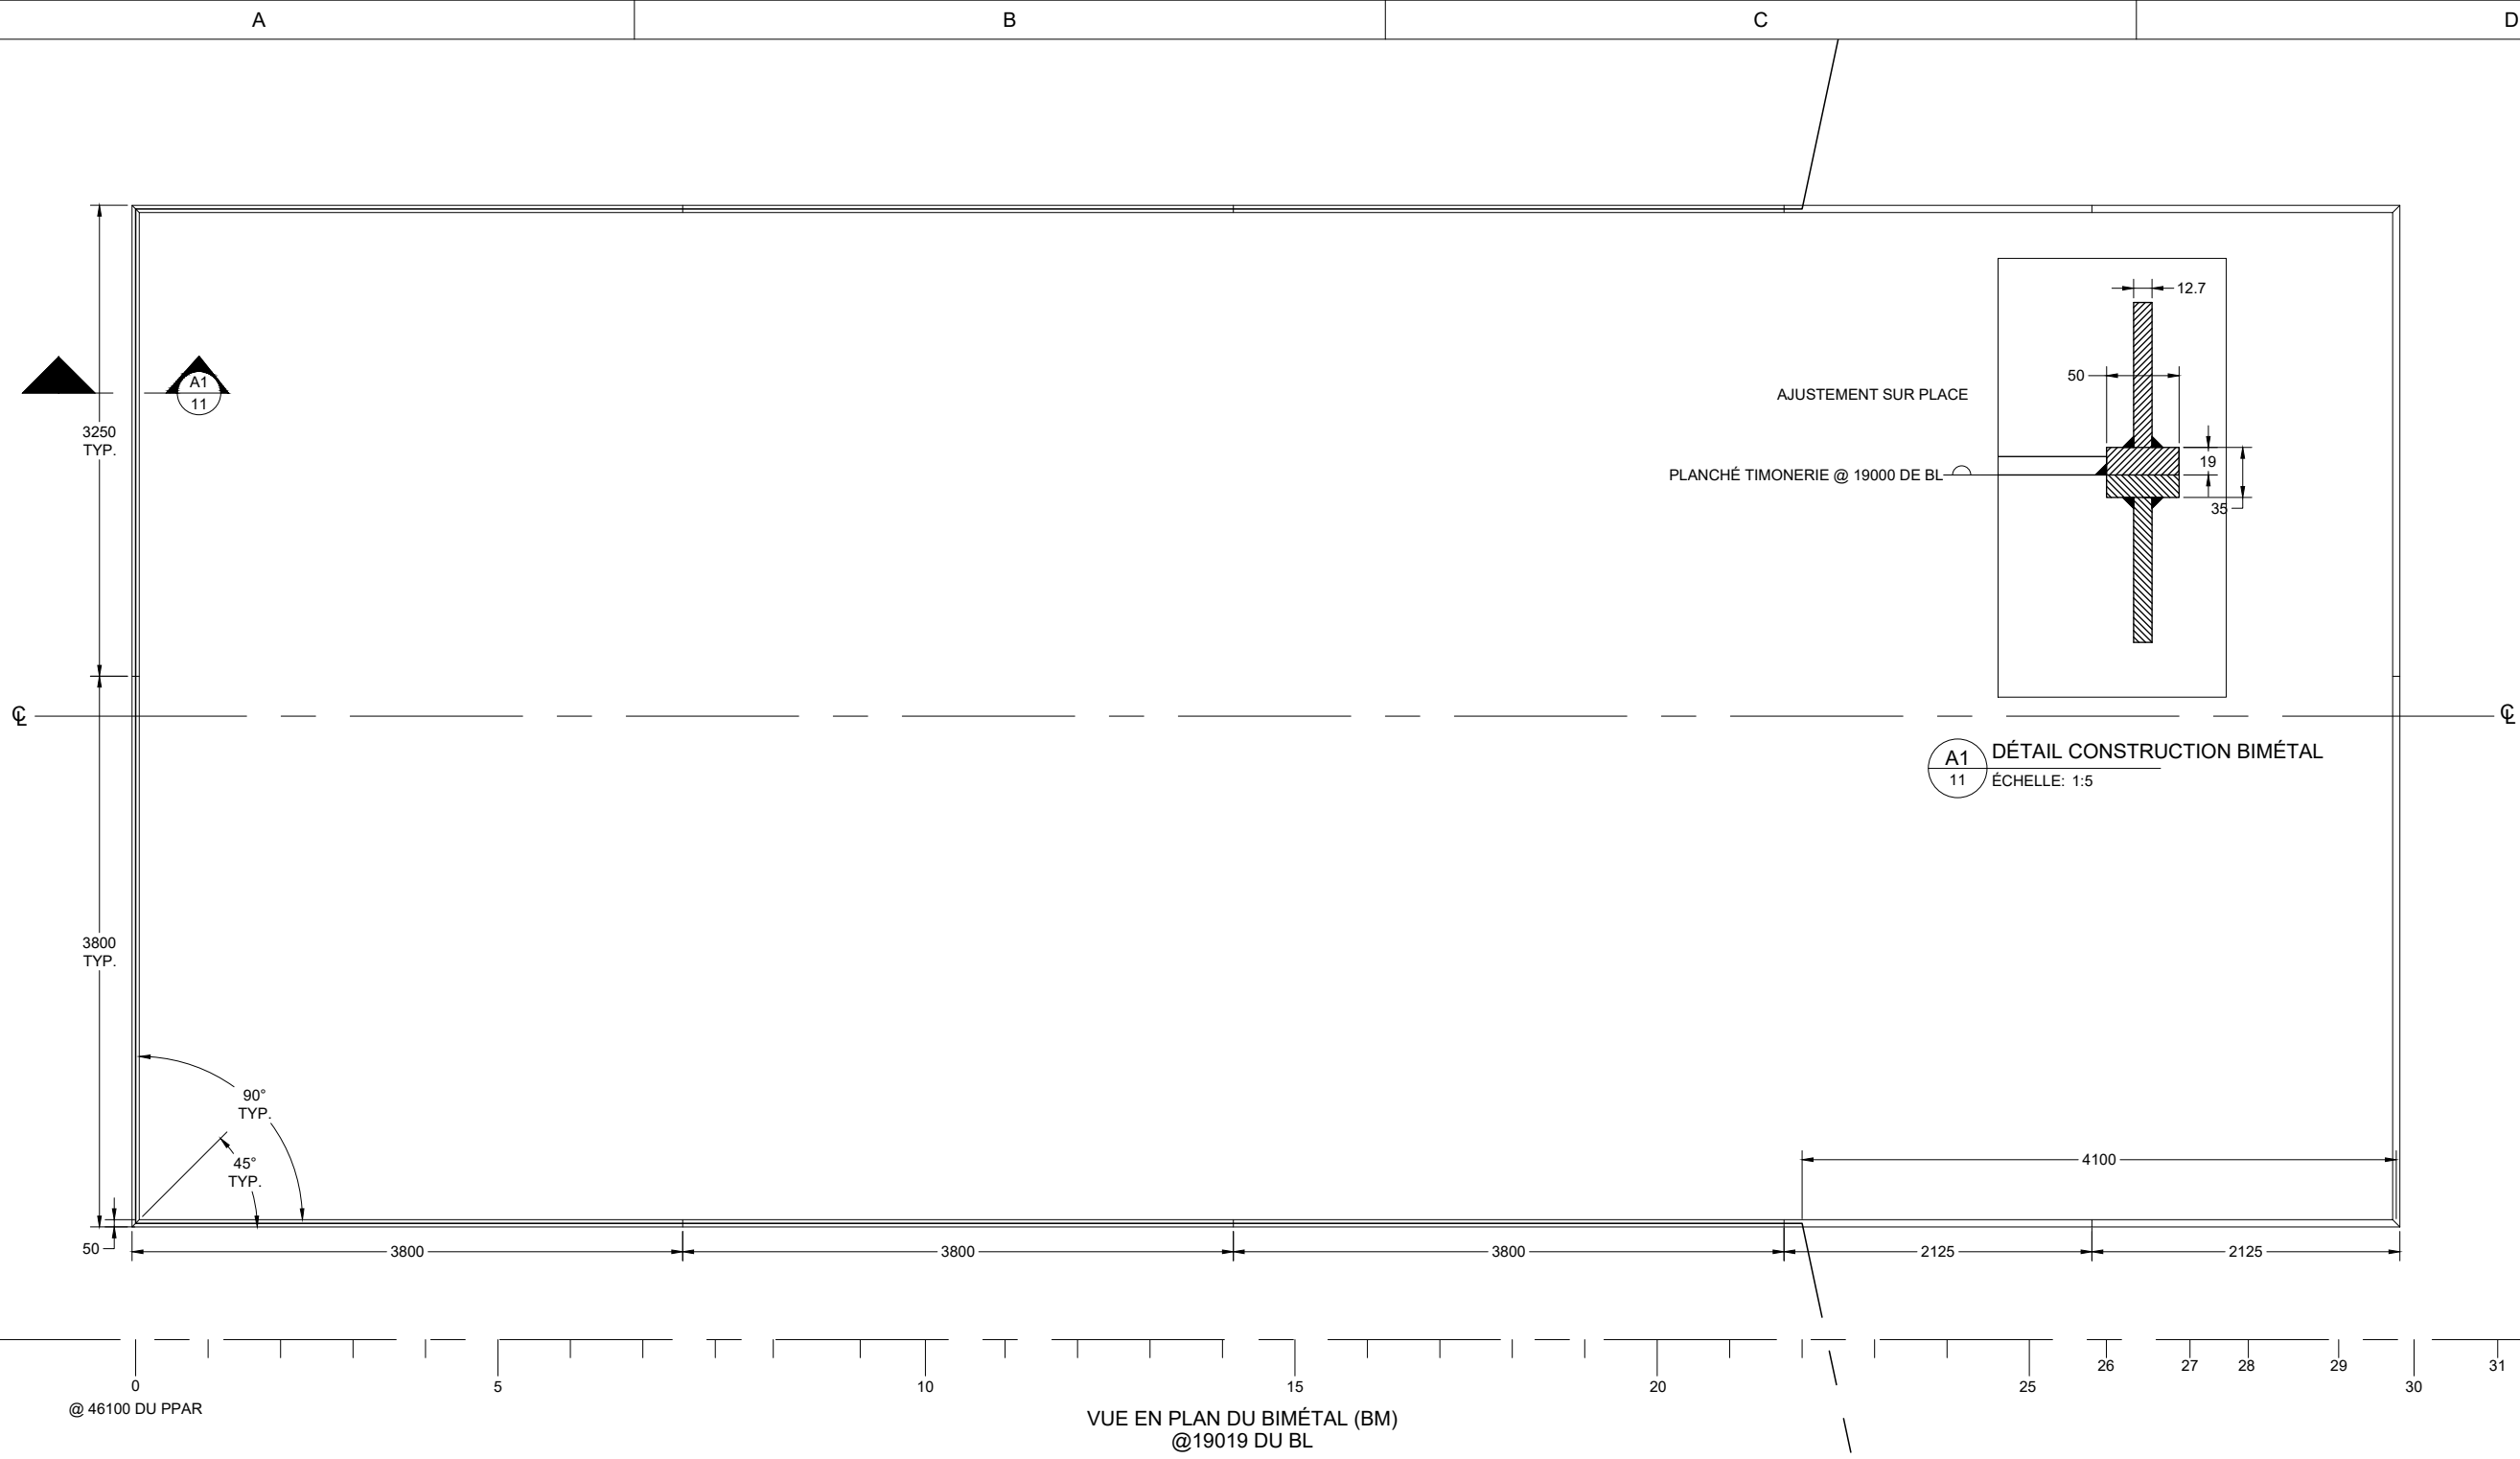 A
B
C
D
12.7
50
A1
11
AJUSTEMENT SUR PLACE
3250
TYP.
19
PLANCHÉ TIMONERIE @ 19000 DE BL
35
℄
℄
A1
11
DÉTAIL CONSTRUCTION BIMÉTAL
ÉCHELLE: 1:5
3800
TYP.
90°
TYP.
45°
TYP.
4100
50
3800
3800
3800
2125
2125
0
5
10
15
20
25
26
27
28
29
30
31
@ 46100 DU PPAR
VUE EN PLAN DU BIMÉTAL (BM)
@19019 DU BL